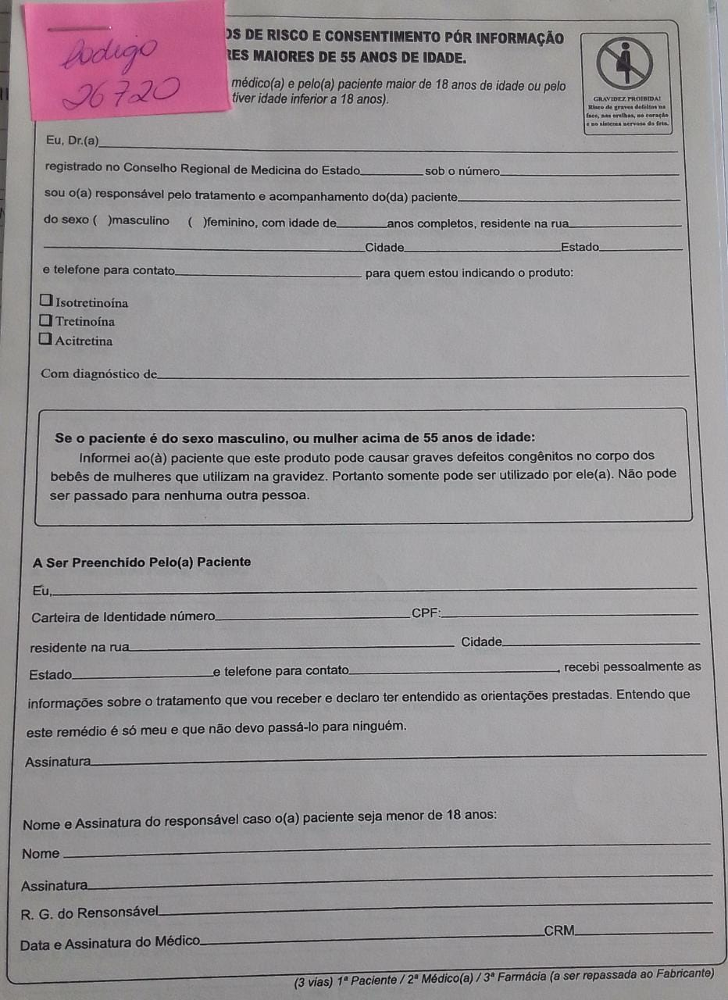 Rodrigo
26720
OS DE RISCO E CONSENTIMENTO PÓR INFORMAÇÃO
RES MAIORES DE 55 ANOS DE IDADE.
médico(a) e pelo(a) paciente maior de 18 anos de idade ou pelo
tiver idade inferior a 18 anos).
GRAVIDEZ PROIBIDA!
Risco de graves defeitos na
face, nas orelhas, no coração
e no sistema nervoso do feto.
Eu, Dr.(a)
registrado no Conselho Regional de Medicina do Estado________ sob o número
sou o(a) responsável pelo tratamento e acompanhamento do(da) paciente
do sexo ( )masculino ( )feminino, com idade de______anos completos, residente na rua
Cidade Estado
e telefone para contato para quem estou indicando o produto:
Isotretinoína
Tretinoína
Acitretina
Com diagnóstico de
Se o paciente é do sexo masculino, ou mulher acima de 55 anos de idade:
Informei ao(à) paciente que este produto pode causar graves defeitos congênitos no corpo dos
bebês de mulheres que utilizam na gravidez. Portanto somente pode ser utilizado por ele(a). Não pode
ser passado para nenhuma outra pessoa.
A Ser Preenchido Pelo(a) Paciente
Eu,
Carteira de Identidade número CPF:
residente na rua Cidade
Estado e telefone para contato , recebi pessoalmente as
informações sobre o tratamento que vou receber e declaro ter entendido as orientações prestadas. Entendo que
este remédio é só meu e que não devo passá-lo para ninguém.
Assinatura
Nome e Assinatura do responsável caso o(a) paciente seja menor de 18 anos:
Nome
Assinatura
R. G. do Rensonsável
Data e Assinatura do Médico CRM
(3 vias) 1ª Paciente / 2ª Médico(a) / 3ª Farmácia (a ser repassada ao Fabricante)